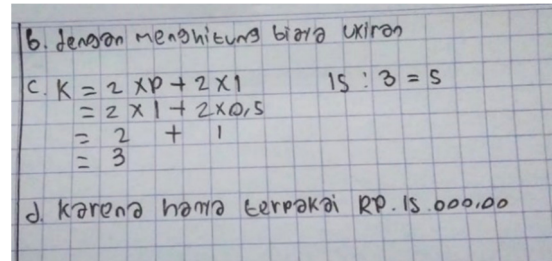 b. dengan menghitung biaya ukiran
c. K = 2 x p + 2 x l 15 : 3 = 5
= 2 x 1 + 2 x 0,5
= 2 + 1
= 3
d. Karena hanya terpakai RP. 15.000,00